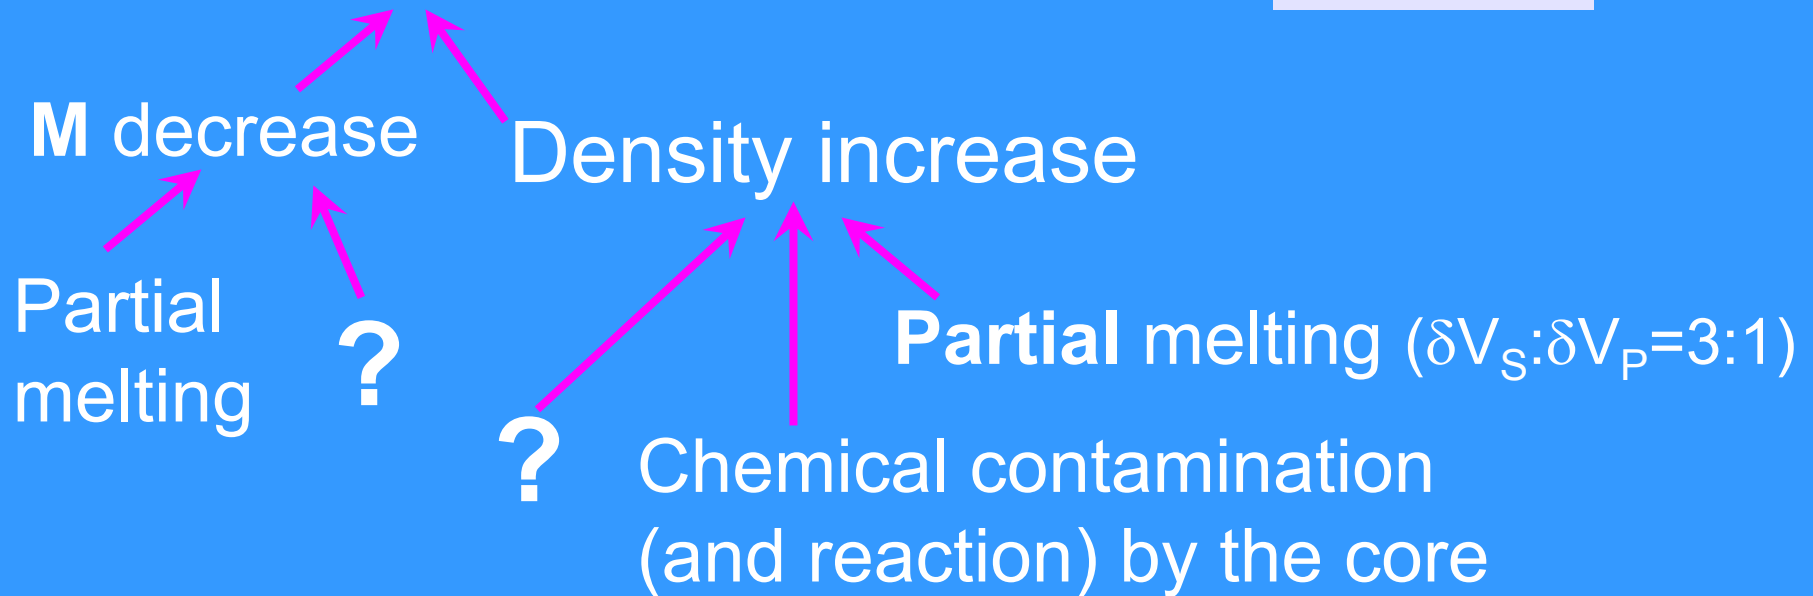 M decrease
Density increase
Partial
melting
?
Partial melting (δVS:δVP=3:1)
?
Chemical contamination
(and reaction) by the core